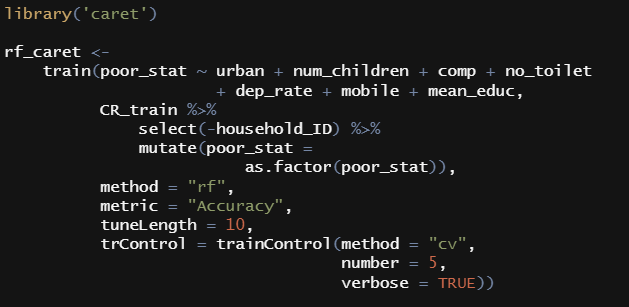 library('caret')
rf_caret <-
train(poor_stat ~ urban + num_children + comp + no_toilet
+ dep_rate + mobile + mean_educ,
CR_train %>%
select(-household_ID) %>%
mutate(poor_stat =
as.factor(poor_stat)),
method = "rf",
metric = "Accuracy",
tuneLength = 10,
trControl = trainControl(method = "cv",
number = 5,
verbose = TRUE))